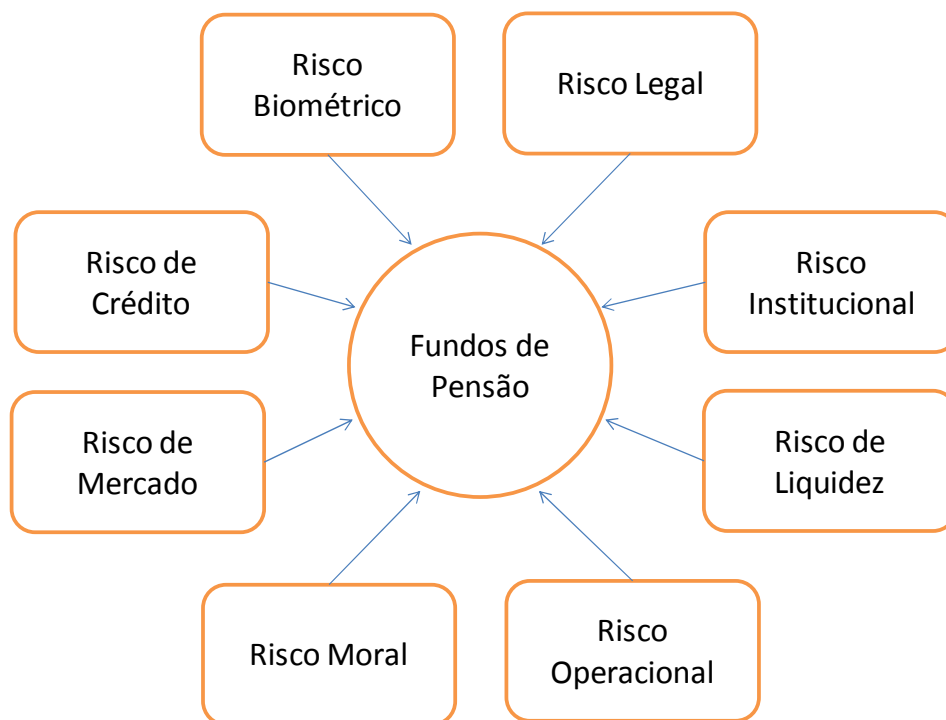 Risco
Biométrico
Risco Legal
Risco de
Crédito
Risco
Institucional
Fundos de
Pensão
Risco de
Mercado
Risco de
Liquidez
Risco Moral
Risco
Operacional